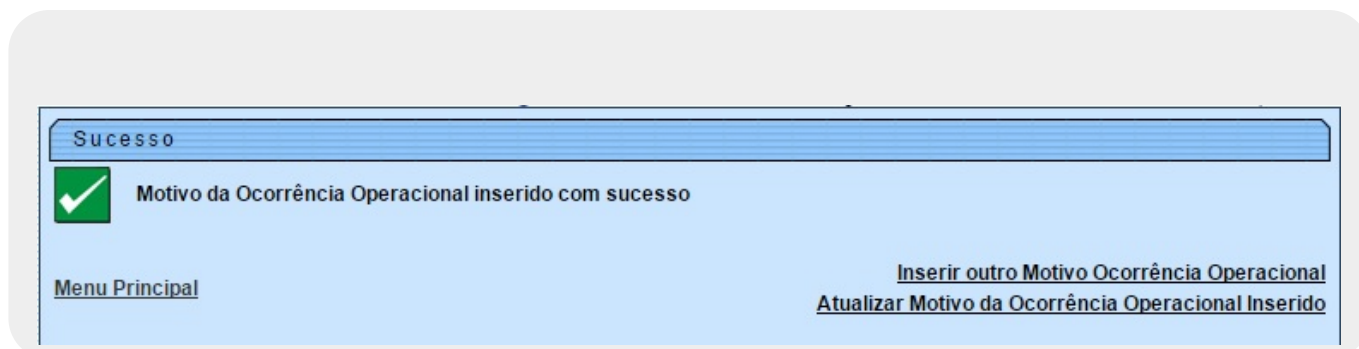 Sucesso
Motivo da Ocorrência Operacional inserido com sucesso
Inserir outro Motivo Ocorrência Operacional
Menu Principal
Atualizar Motivo da Ocorrência Operacional Inserido